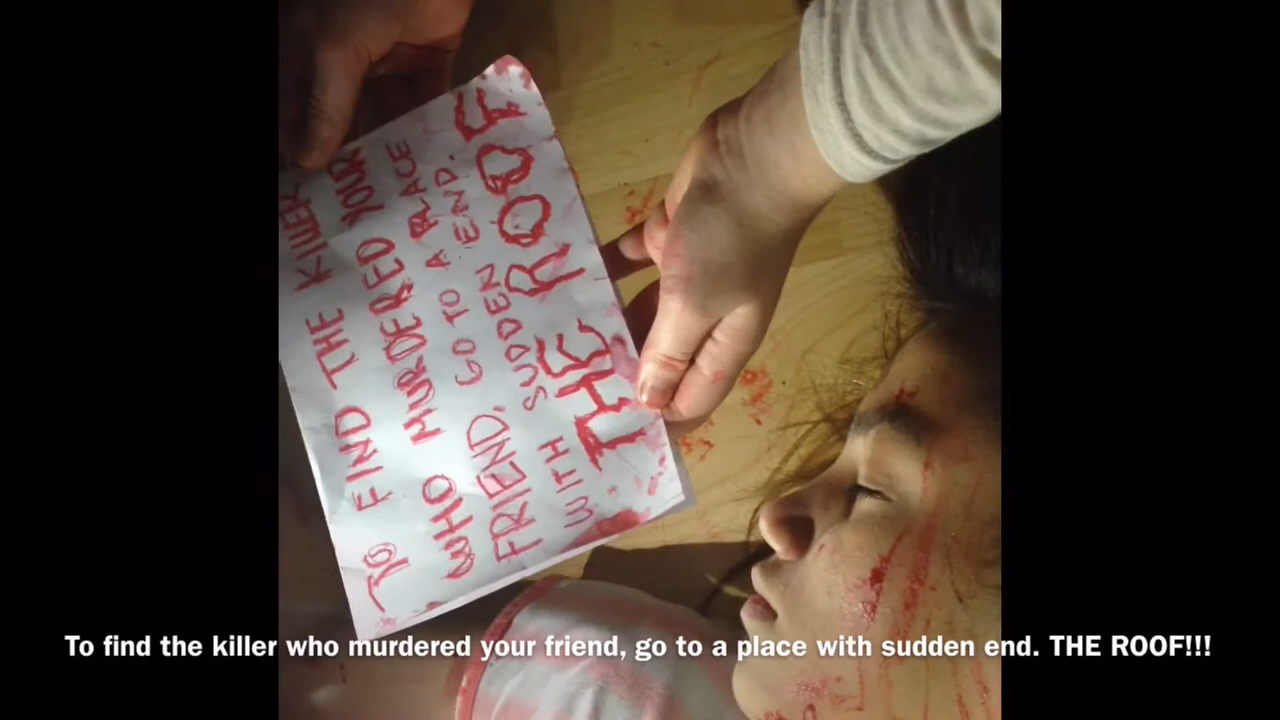 TO FIND THE KILLER
WHO MURDERED YOUR
FRIEND, GO TO A PLACE
WITH SUDDEN END.
THE ROOF
To find the killer who murdered your friend, go to a place with sudden end. THE ROOF!!!